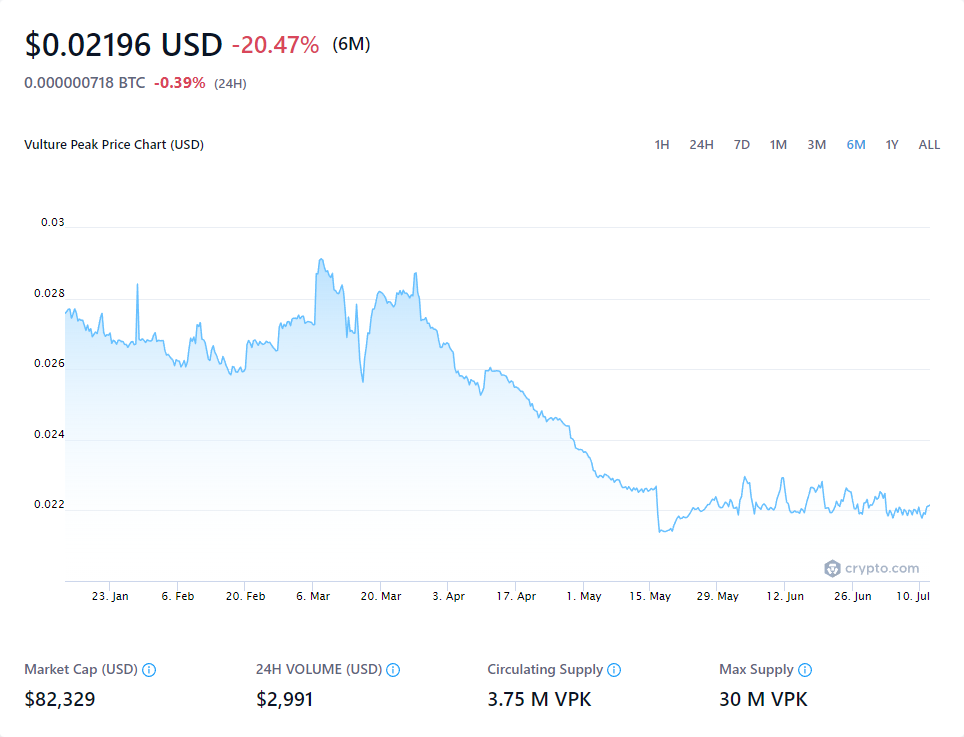 $0.02196 USD -20.47% (6M)
0.000000718 BTC -0.39% (24H)
Vulture Peak Price Chart (USD) 1H 24H 7D 1M 3M 6M 1Y ALL
0.03
0.028
0.026
0.024
0.022
crypto.com
23. Jan 6. Feb 20. Feb 6. Mar 20. Mar 3. Apr 17. Apr 1. May 15. May 29. May 12. Jun 26. Jun 10. Jul
Market Cap (USD) 24H VOLUME (USD) Circulating Supply Max Supply
$82,329 $2,991 3.75 M VPK 30 M VPK